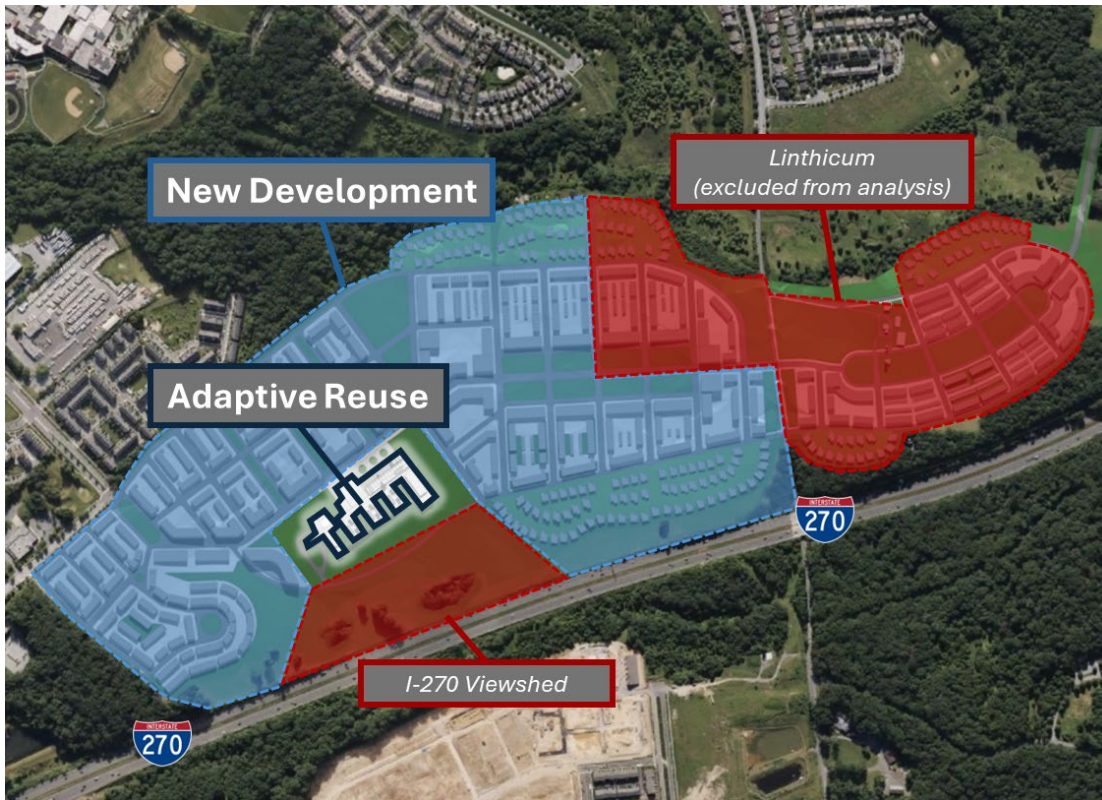 Linthicum
(excluded from analysis)
New Development
Adaptive Reuse
INTERSTATE
270
I-270 Viewshed
INTERSTATE
270